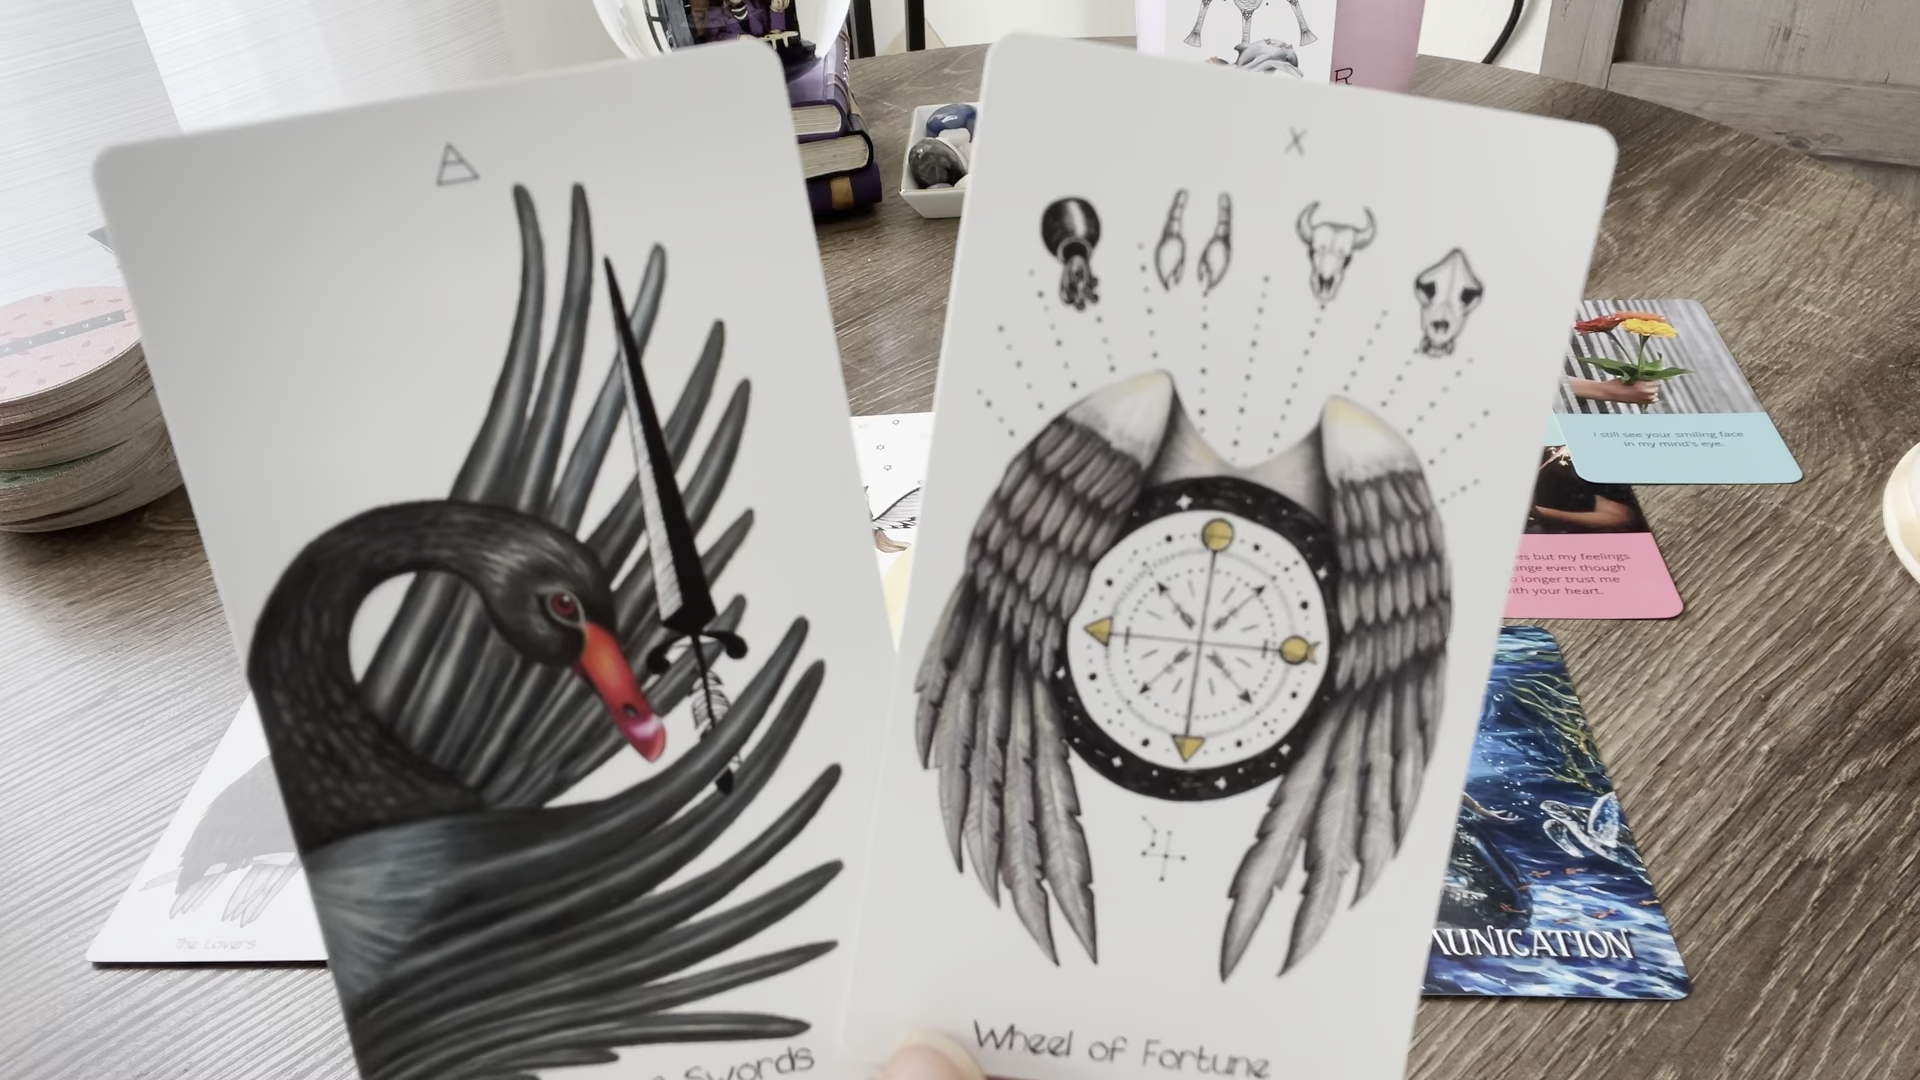 R
X
I still see your smiling face
in my mind's eye.
es but my feelings
nge even though
longer trust me
ith your heart.
MUNICATION
The Lovers
Swords
Wheel of Fortune